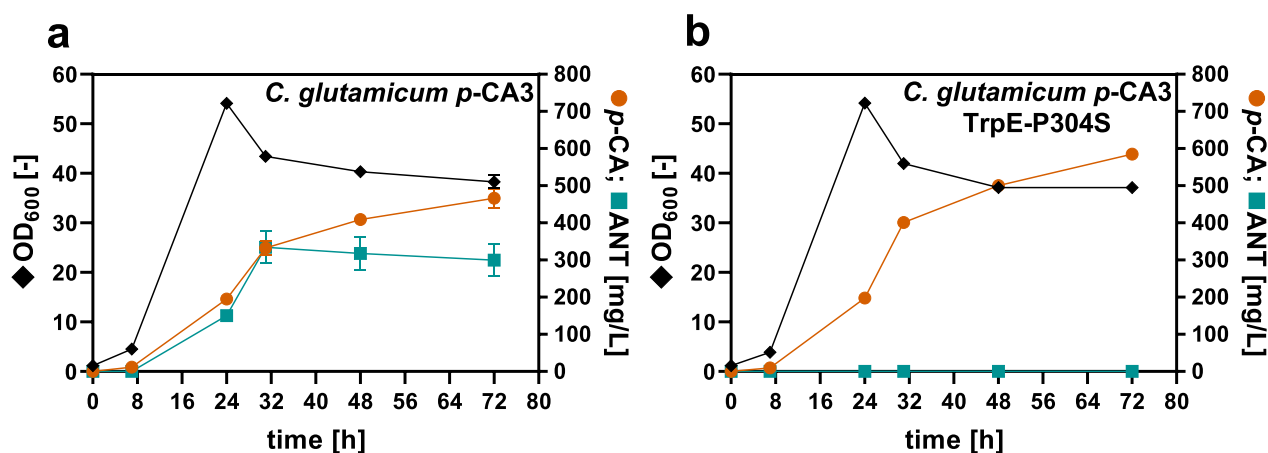 a
C. glutamicum p-CA3
60
50
40
30
20
10
0
OD600 [-]
800
700
600
500
400
300
200
100
0
p-CA; ANT [mg/L]
0 8 16 24 32 40 48 56 64 72 80
time [h]
b
C. glutamicum p-CA3
TrpE-P304S
60
50
40
30
20
10
0
OD600 [-]
800
700
600
500
400
300
200
100
0
p-CA; ANT [mg/L]
0 8 16 24 32 40 48 56 64 72 80
time [h]